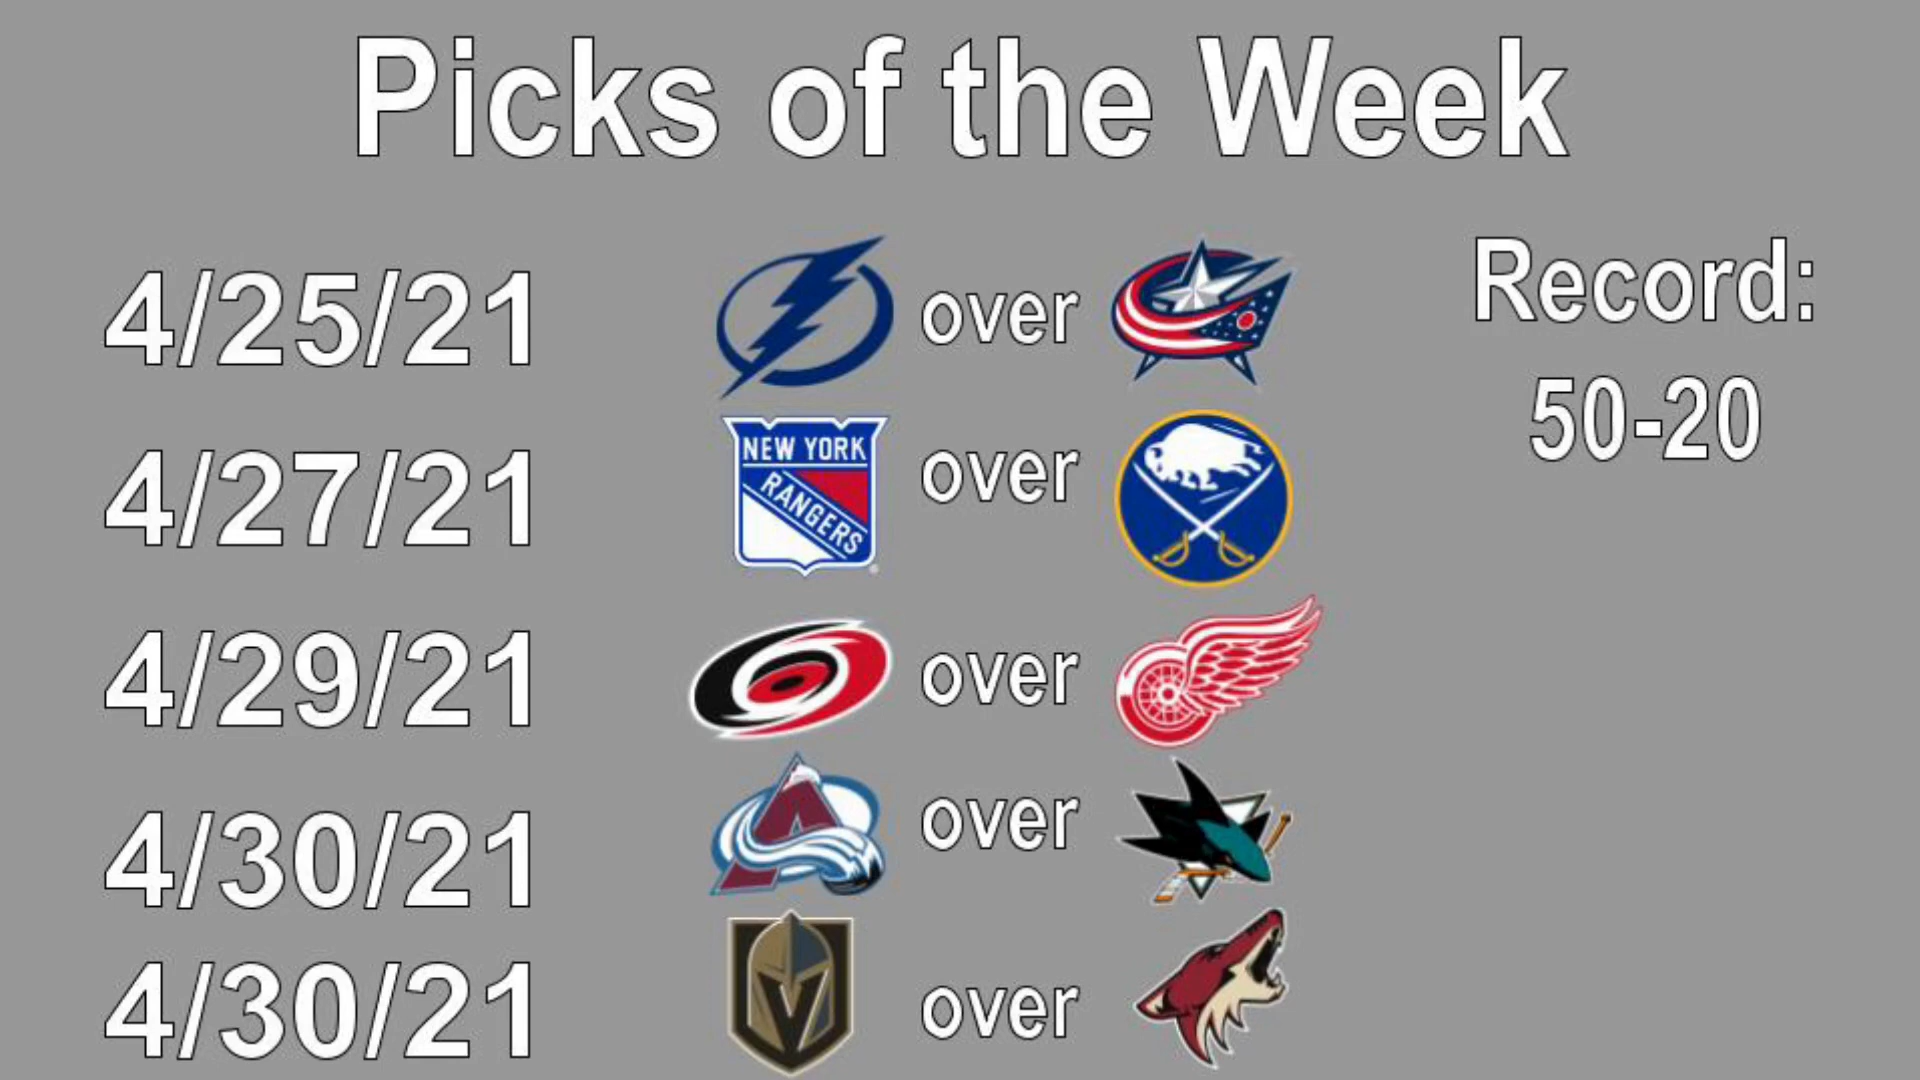 Picks of the Week
4/25/21 over
Record:
50-20
4/27/21 NEW YORK RANGERS over
4/29/21 over
4/30/21 over
4/30/21 over